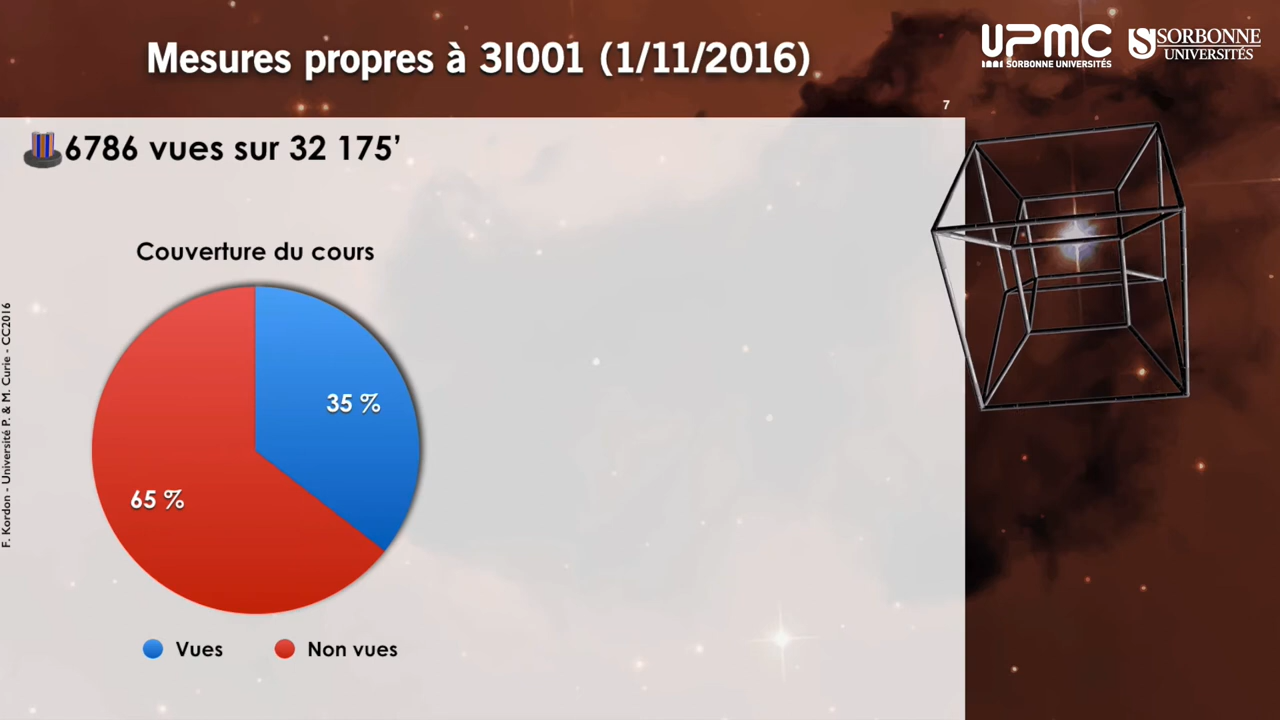 Mesures propres à 3I001 (1/11/2016)
UPMC
SORBONNE UNIVERSITÉS
SORBONNE
UNIVERSITÉS
7
6786 vues sur 32 175’
Couverture du cours
35 %
65 %
Vues
Non vues
F. Kordon - Université P. & M. Curie - CC2016